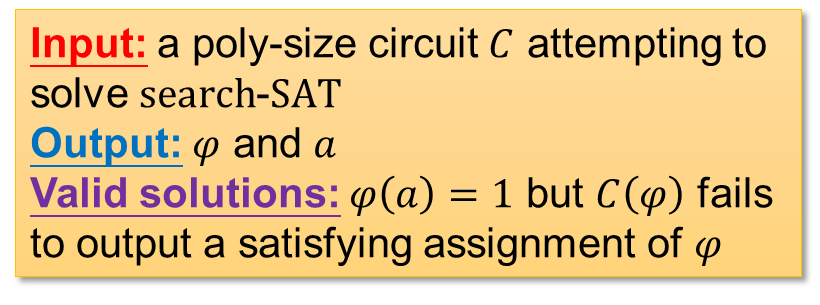 Input: a poly-size circuit C attempting to
solve search-SAT
Output: φ and a
Valid solutions: φ(a) = 1 but C(φ) fails
to output a satisfying assignment of φ